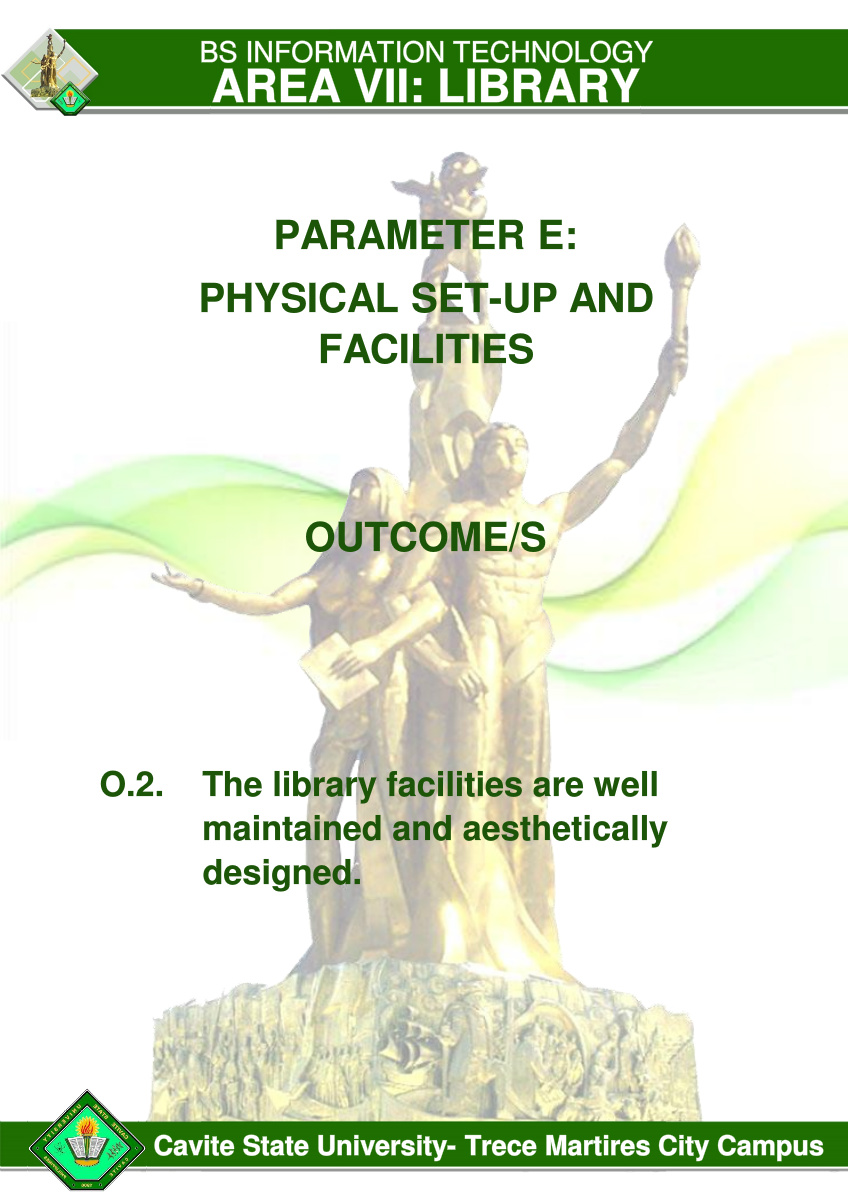 BS INFORMATION TECHNOLOGY
AREA VII: LIBRARY
PARAMETER E:
PHYSICAL SET-UP AND
FACILITIES
OUTCOME/S
O.2. The library facilities are well
maintained and aesthetically
designed.
Cavite State University- Trece Martires City Campus